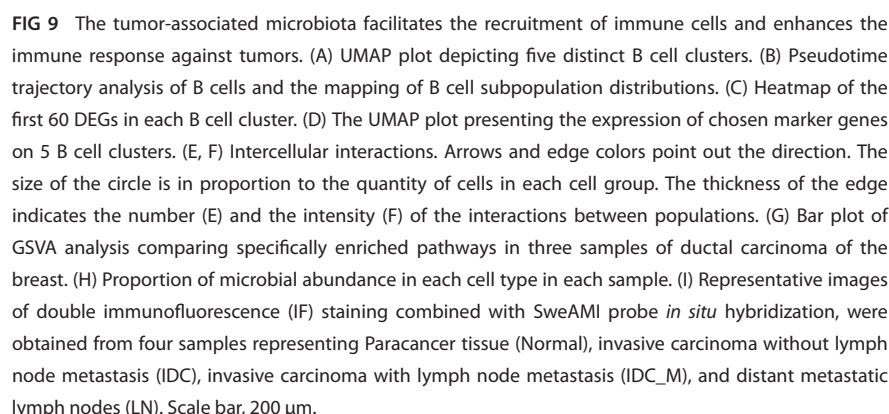 FIG 9 The tumor-associated microbiota facilitates the recruitment of immune cells and enhances the
immune response against tumors. (A) UMAP plot depicting five distinct B cell clusters. (B) Pseudotime
trajectory analysis of B cells and the mapping of B cell subpopulation distributions. (C) Heatmap of the
first 60 DEGs in each B cell cluster. (D) The UMAP plot presenting the expression of chosen marker genes
on 5 B cell clusters. (E, F) Intercellular interactions. Arrows and edge colors point out the direction. The
size of the circle is in proportion to the quantity of cells in each cell group. The thickness of the edge
indicates the number (E) and the intensity (F) of the interactions between populations. (G) Bar plot of
GSVA analysis comparing specifically enriched pathways in three samples of ductal carcinoma of the
breast. (H) Proportion of microbial abundance in each cell type in each sample. (I) Representative images
of double immunofluorescence (IF) staining combined with SweAMI probe in situ hybridization, were
obtained from four samples representing Paracancer tissue (Normal), invasive carcinoma without lymph
node metastasis (IDC), invasive carcinoma with lymph node metastasis (IDC_M), and distant metastatic
lymph nodes (LN). Scale bar, 200 µm.